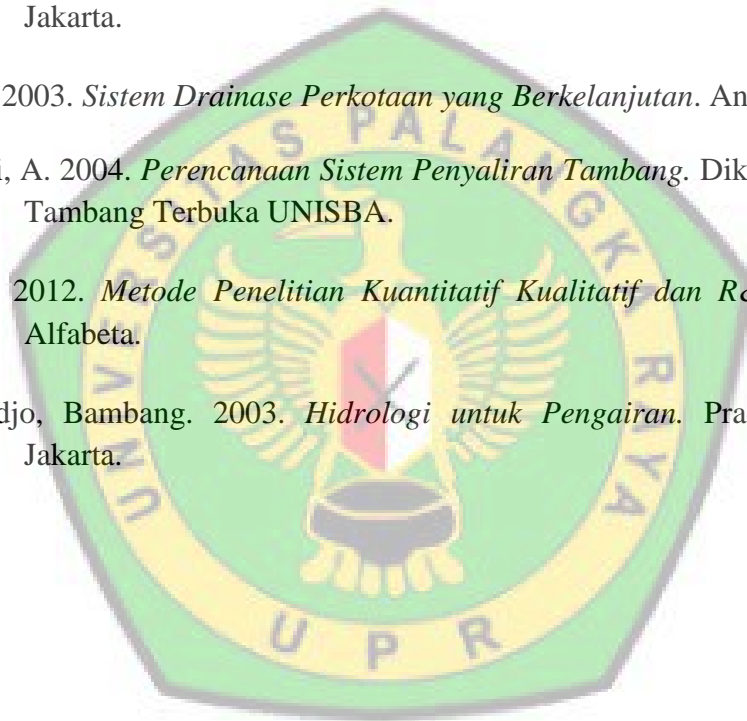 Jakarta.
2003. Sistem Drainase Perkotaan yang Berkelanjutan. An
i, A. 2004. Perencanaan Sistem Penyaliran Tambang. Dik
Tambang Terbuka UNISBA.
2012. Metode Penelitian Kuantitatif Kualitatif dan R&
Alfabeta.
djo, Bambang. 2003. Hidrologi untuk Pengairan. Pra
Jakarta.
UNIVERSITAS PALANGKA RAYA
UPR